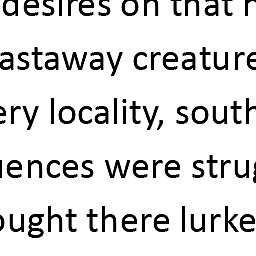 desires on that h
astaway creature
ery locality, south
uences were strug
ought there lurke